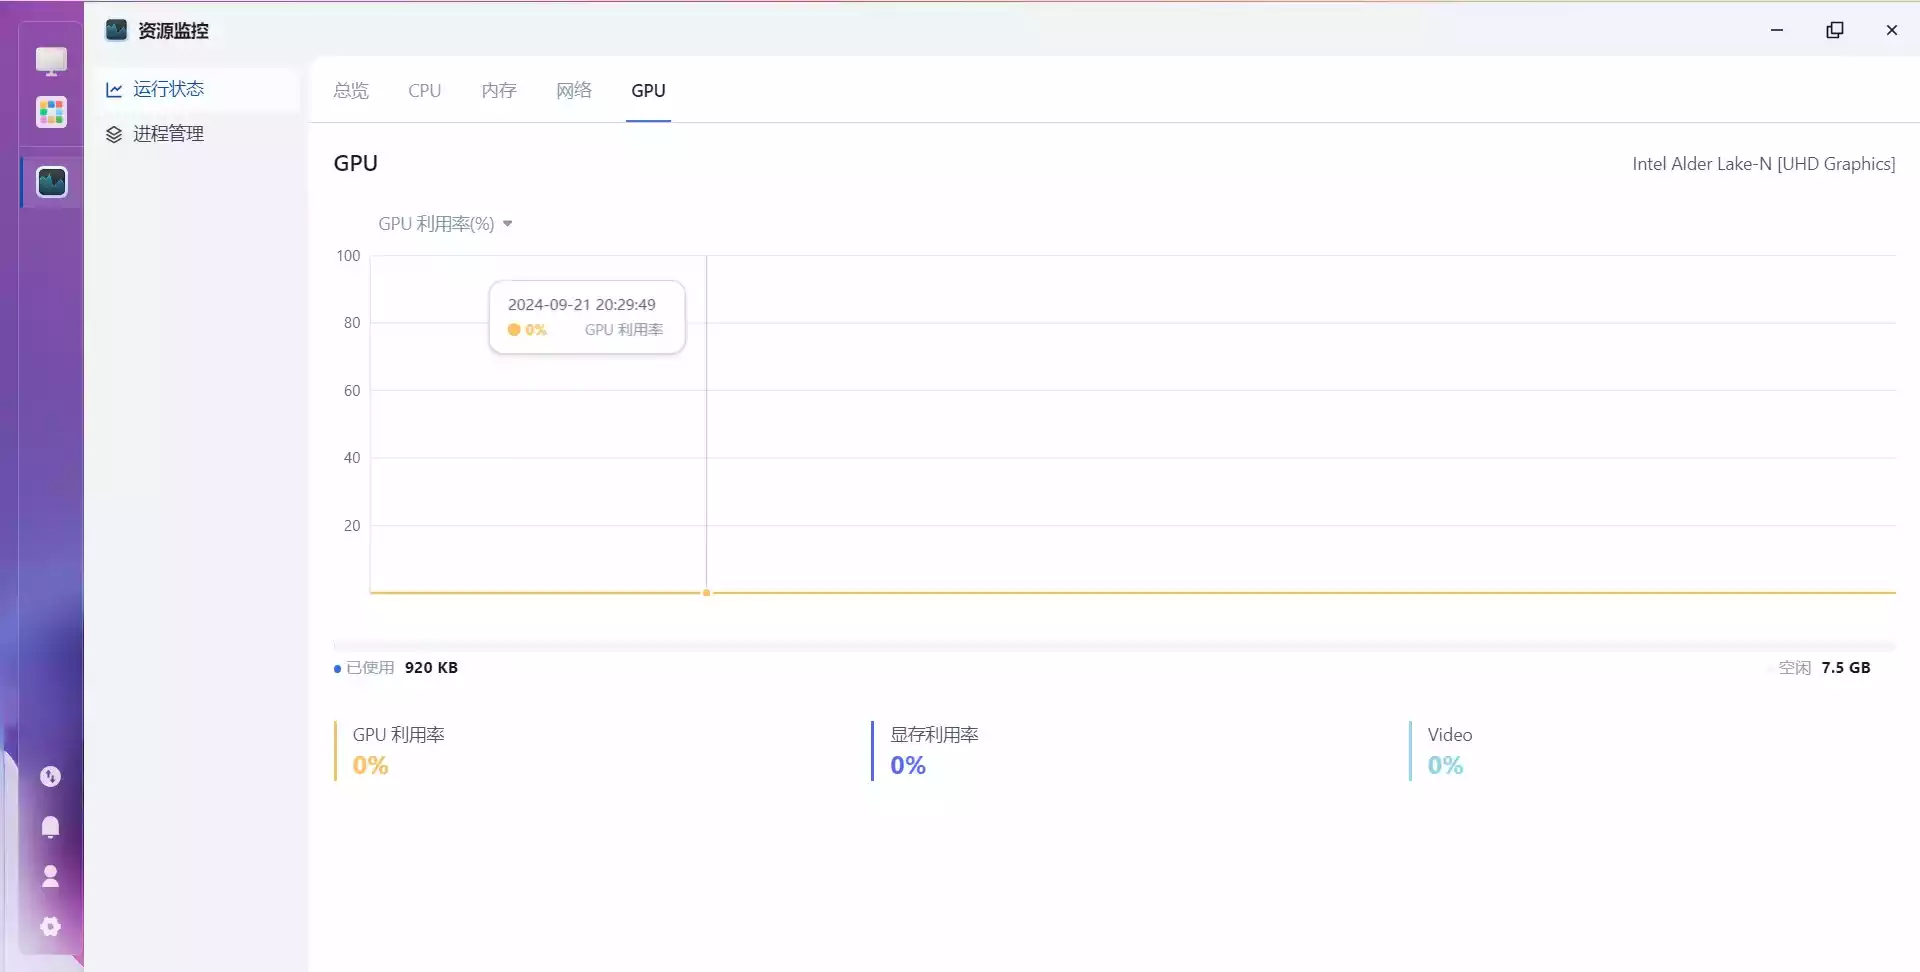 资源监控
运行状态
进程管理
总览 CPU 内存 网络 GPU
GPU
Intel Alder Lake-N [UHD Graphics]
GPU 利用率(%)
100
80
60
40
20
2024-09-21 20:29:49
0% GPU 利用率
已使用 920 KB
空闲 7.5 GB
GPU 利用率
0%
显存利用率
0%
Video
0%